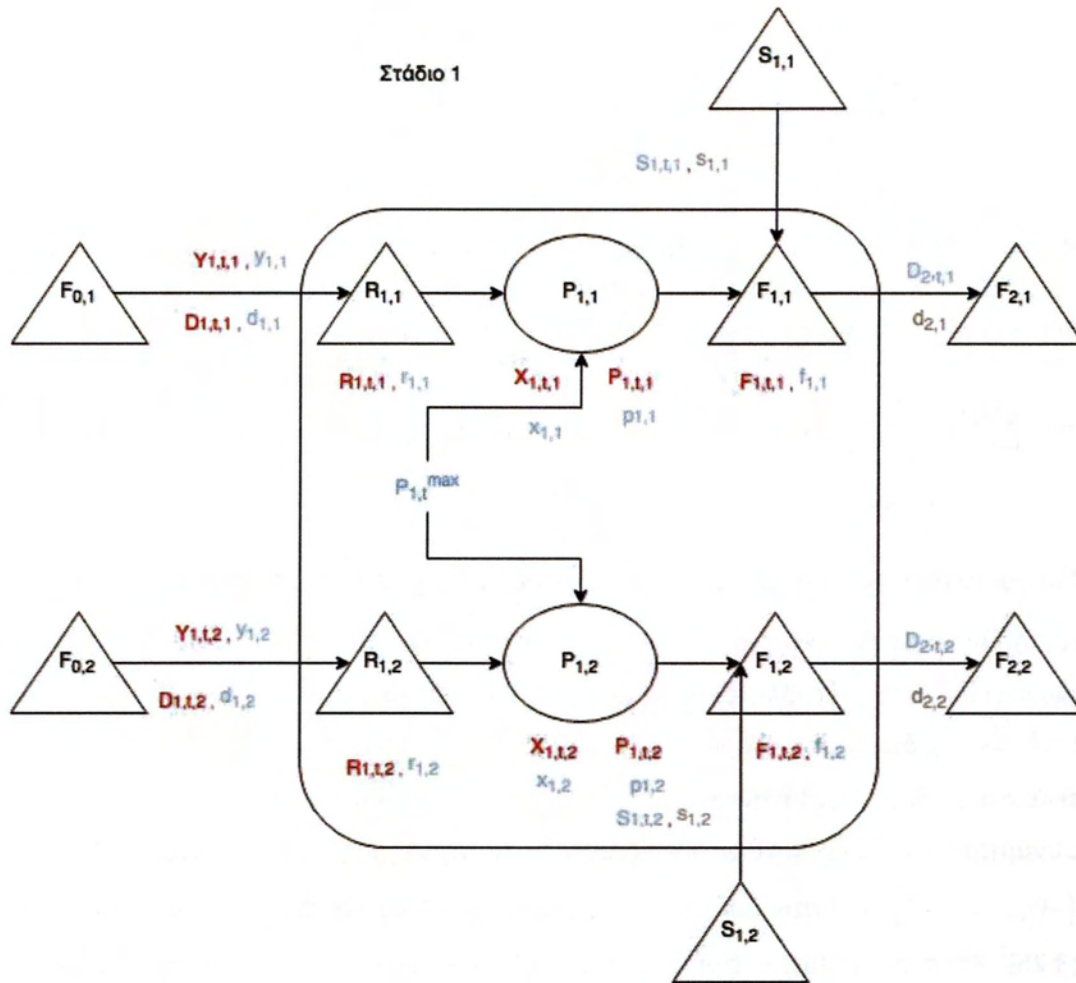 S1,1
Στάδιο 1
S1,t,1 , s1,1
Y1,t,1 , y1,1
D2,t,1
F0,1
R1,1
P1,1
F1,1
F2,1
D1,t,1 , d1,1
d2,1
R1,t,1 , r1,1
X1,t,1
P1,t,1
F1,t,1 , f1,1
x1,1
p1,1
P1,t^max
Y1,t,2 , y1,2
D2,t,2
F0,2
R1,2
P1,2
F1,2
F2,2
D1,t,2 , d1,2
d2,2
R1,t,2 , r1,2
X1,t,2
P1,t,2
F1,t,2 , f1,2
x1,2
p1,2
S1,t,2 , s1,2
S1,2